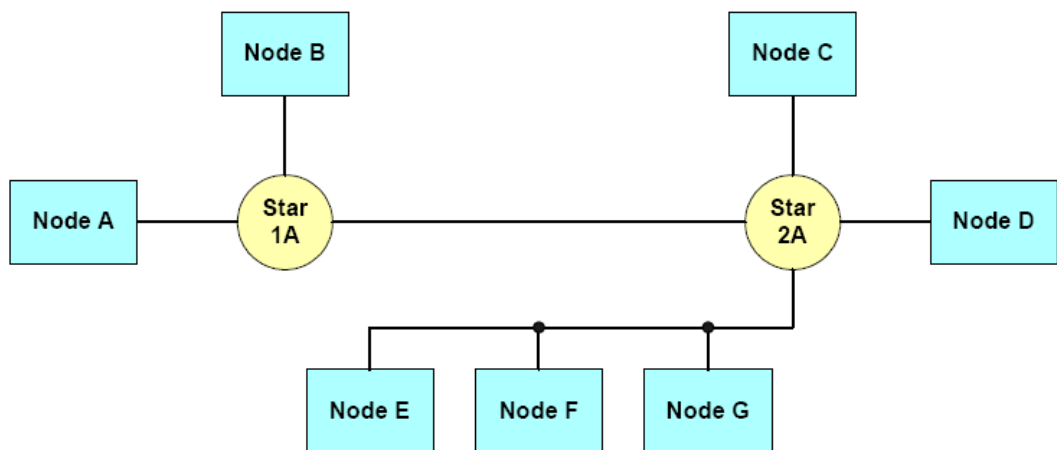 Node B
Node C
Node A
Star
1A
Star
2A
Node D
Node E
Node F
Node G